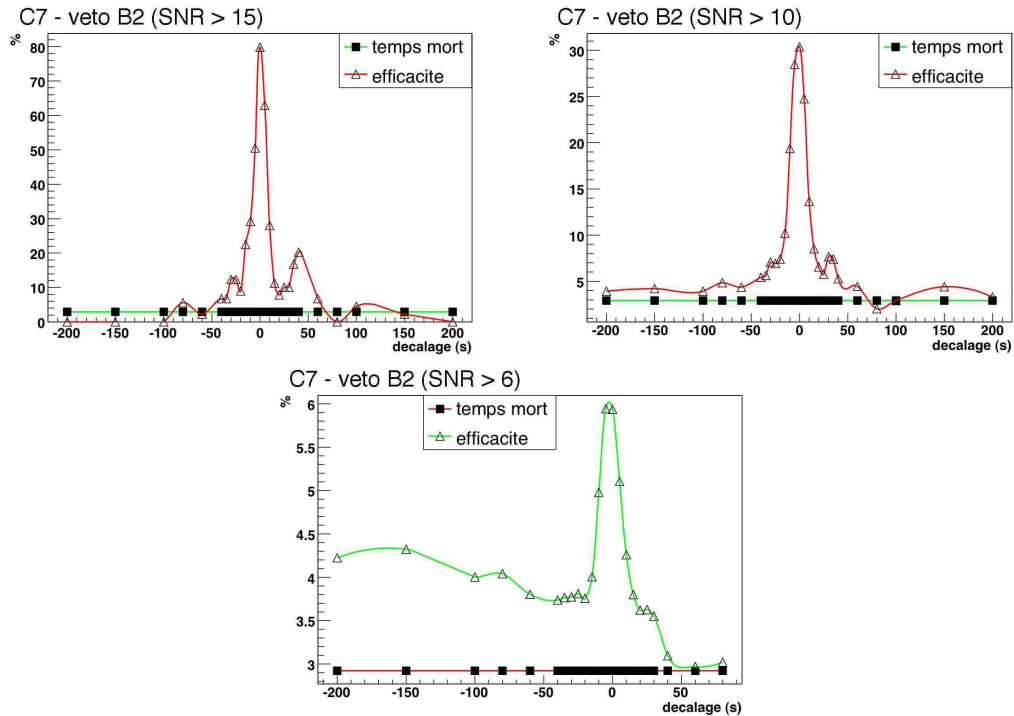 C7 - veto B2 (SNR > 15)
%
temps mort
efficacite
80
70
60
50
40
30
20
10
0
-200 -150 -100 -50 0 50 100 150 200
decalage (s)
C7 - veto B2 (SNR > 10)
%
temps mort
efficacite
30
25
20
15
10
5
-200 -150 -100 -50 0 50 100 150 200
decalage (s)
C7 - veto B2 (SNR > 6)
%
temps mort
efficacite
6
5.5
5
4.5
4
3.5
3
-200 -150 -100 -50 0 50
decalage (s)